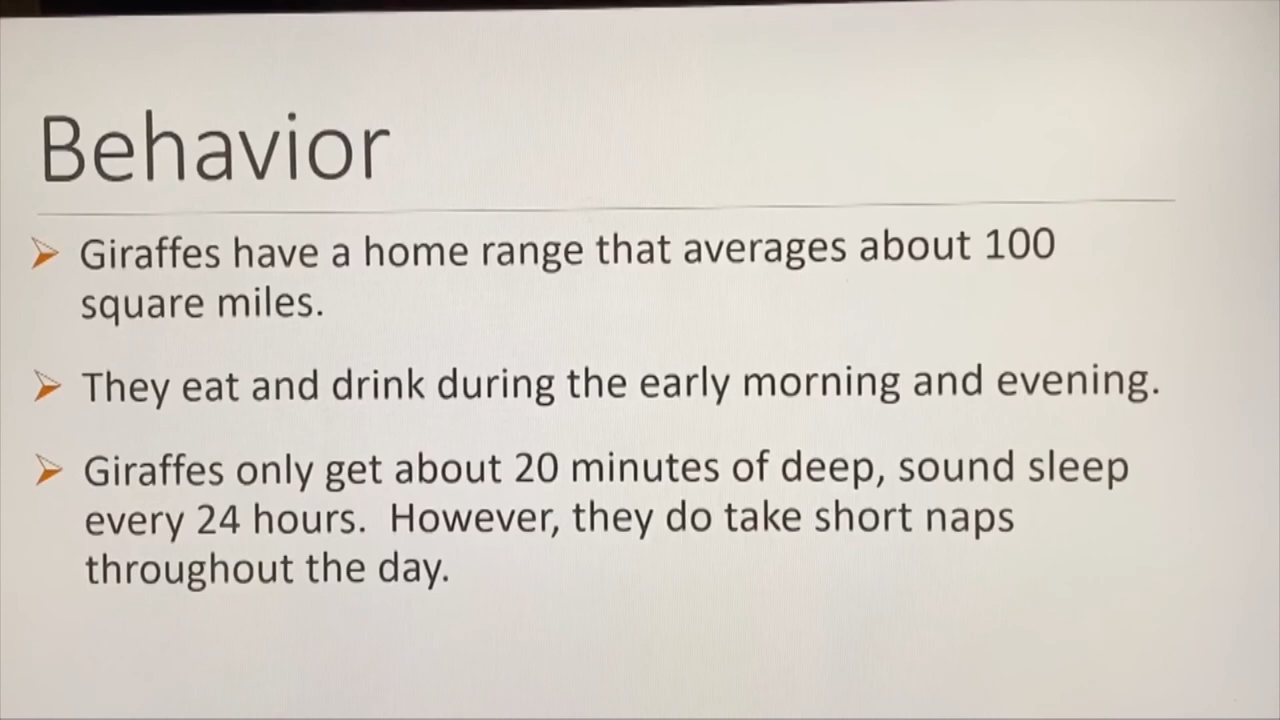 Behavior
Giraffes have a home range that averages about 100
square miles.
They eat and drink during the early morning and evening.
Giraffes only get about 20 minutes of deep, sound sleep
every 24 hours.  However, they do take short naps
throughout the day.